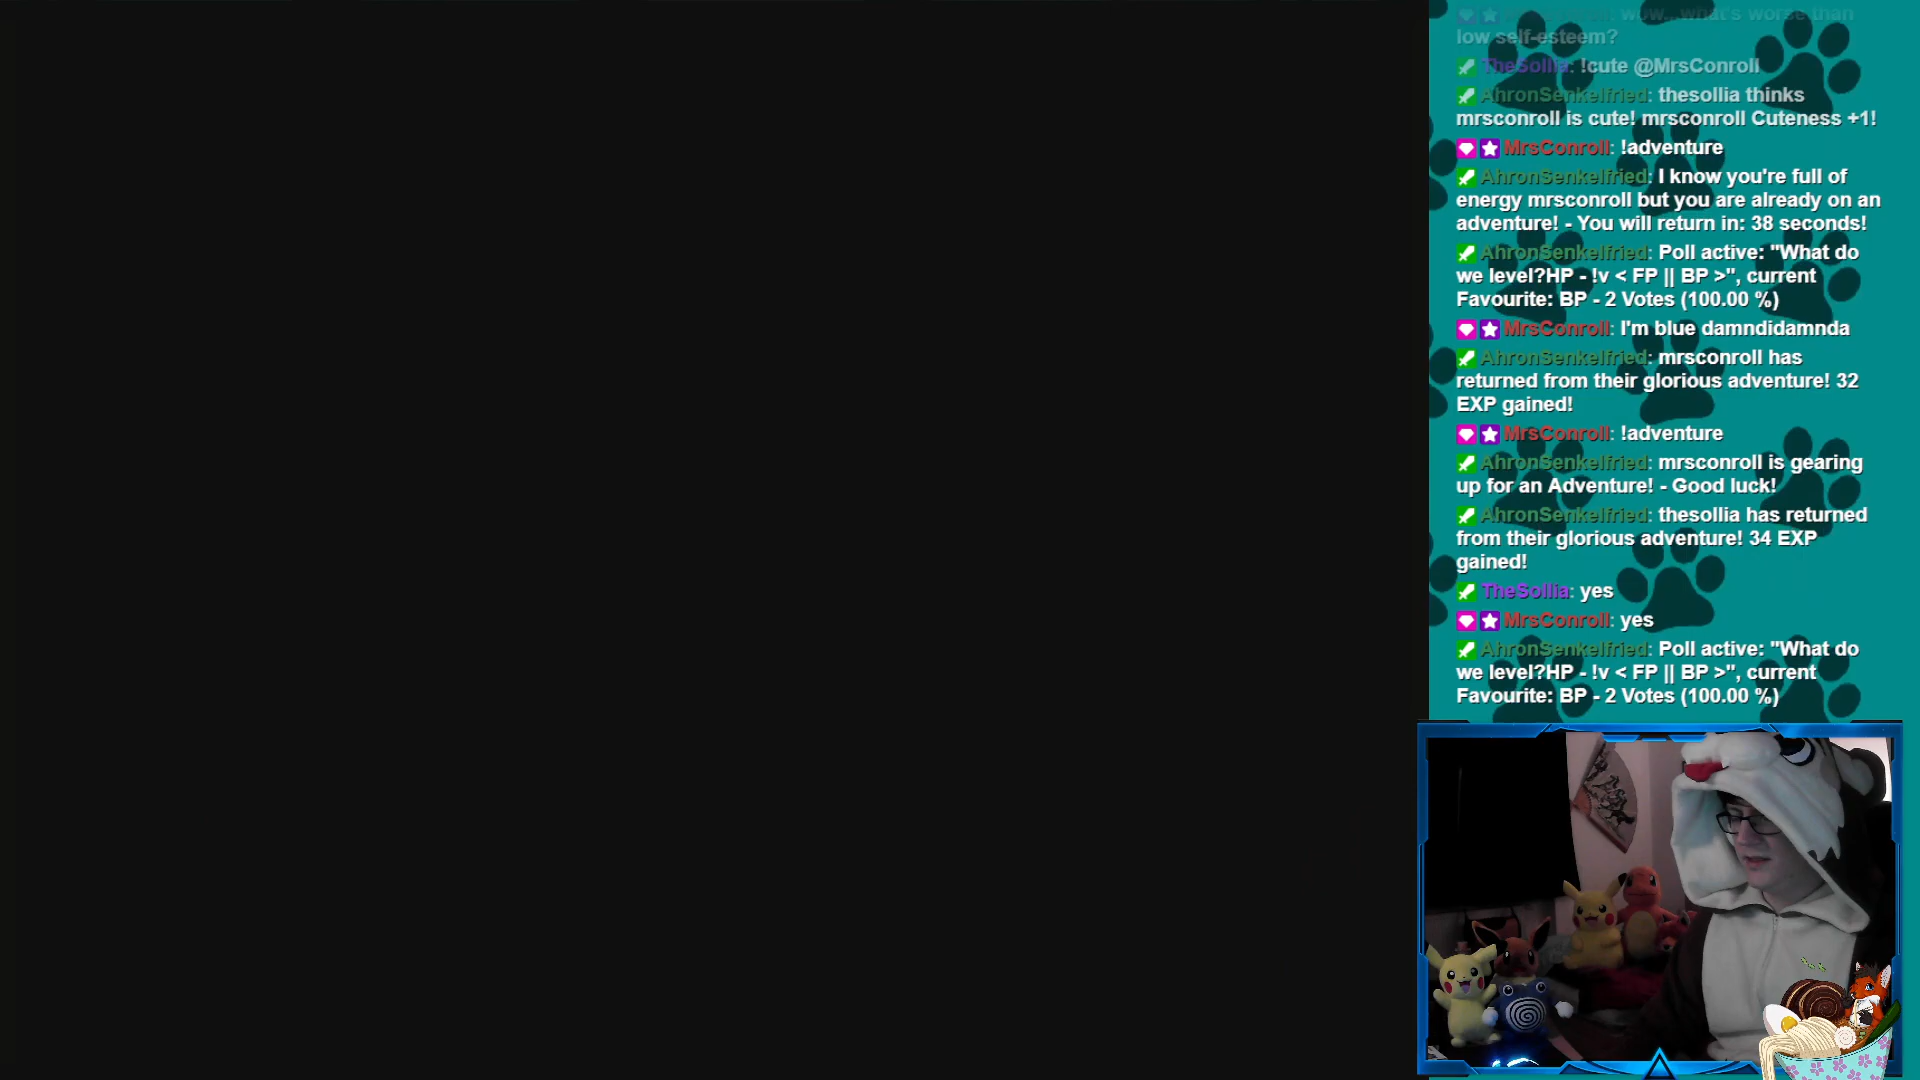 wow...what's worse than
low self-esteem?
TheSollia: !cute @MrsConroll
AhronSenkelfried: thesollia thinks
mrsconroll is cute! mrsconroll Cuteness +1!
MrsConroll: !adventure
AhronSenkelfried: I know you're full of
energy mrsconroll but you are already on an
adventure! - You will return in: 38 seconds!
AhronSenkelfried: Poll active: "What do
we level?HP - !v < FP || BP >", current
Favourite: BP - 2 Votes (100.00 %)
MrsConroll: I'm blue damndidamnda
AhronSenkelfried: mrsconroll has
returned from their glorious adventure! 32
EXP gained!
MrsConroll: !adventure
AhronSenkelfried: mrsconroll is gearing
up for an Adventure! - Good luck!
AhronSenkelfried: thesollia has returned
from their glorious adventure! 34 EXP
gained!
TheSollia: yes
MrsConroll: yes
AhronSenkelfried: Poll active: "What do
we level?HP - !v < FP || BP >", current
Favourite: BP - 2 Votes (100.00 %)